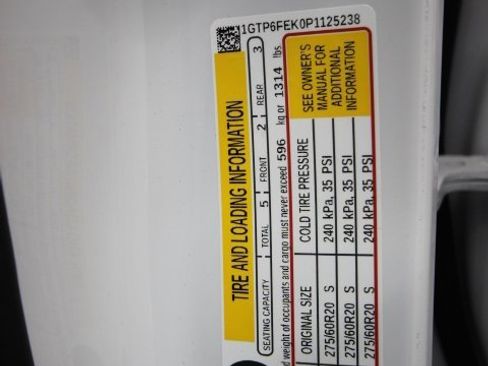 1GTP6FEK0P1125238
TIRE AND LOADING INFORMATION
SEATING CAPACITY TOTAL 5 FRONT 2 REAR 3
d weight of occupants and cargo must never exceed 596 kg or 1314 lbs
ORIGINAL SIZE COLD TIRE PRESSURE
SEE OWNER'S
MANUAL FOR
ADDITIONAL
INFORMATION
275/60R20 S 240 kPa, 35 PSI
275/60R20 S 240 kPa, 35 PSI
275/60R20 S 240 kPa, 35 PSI